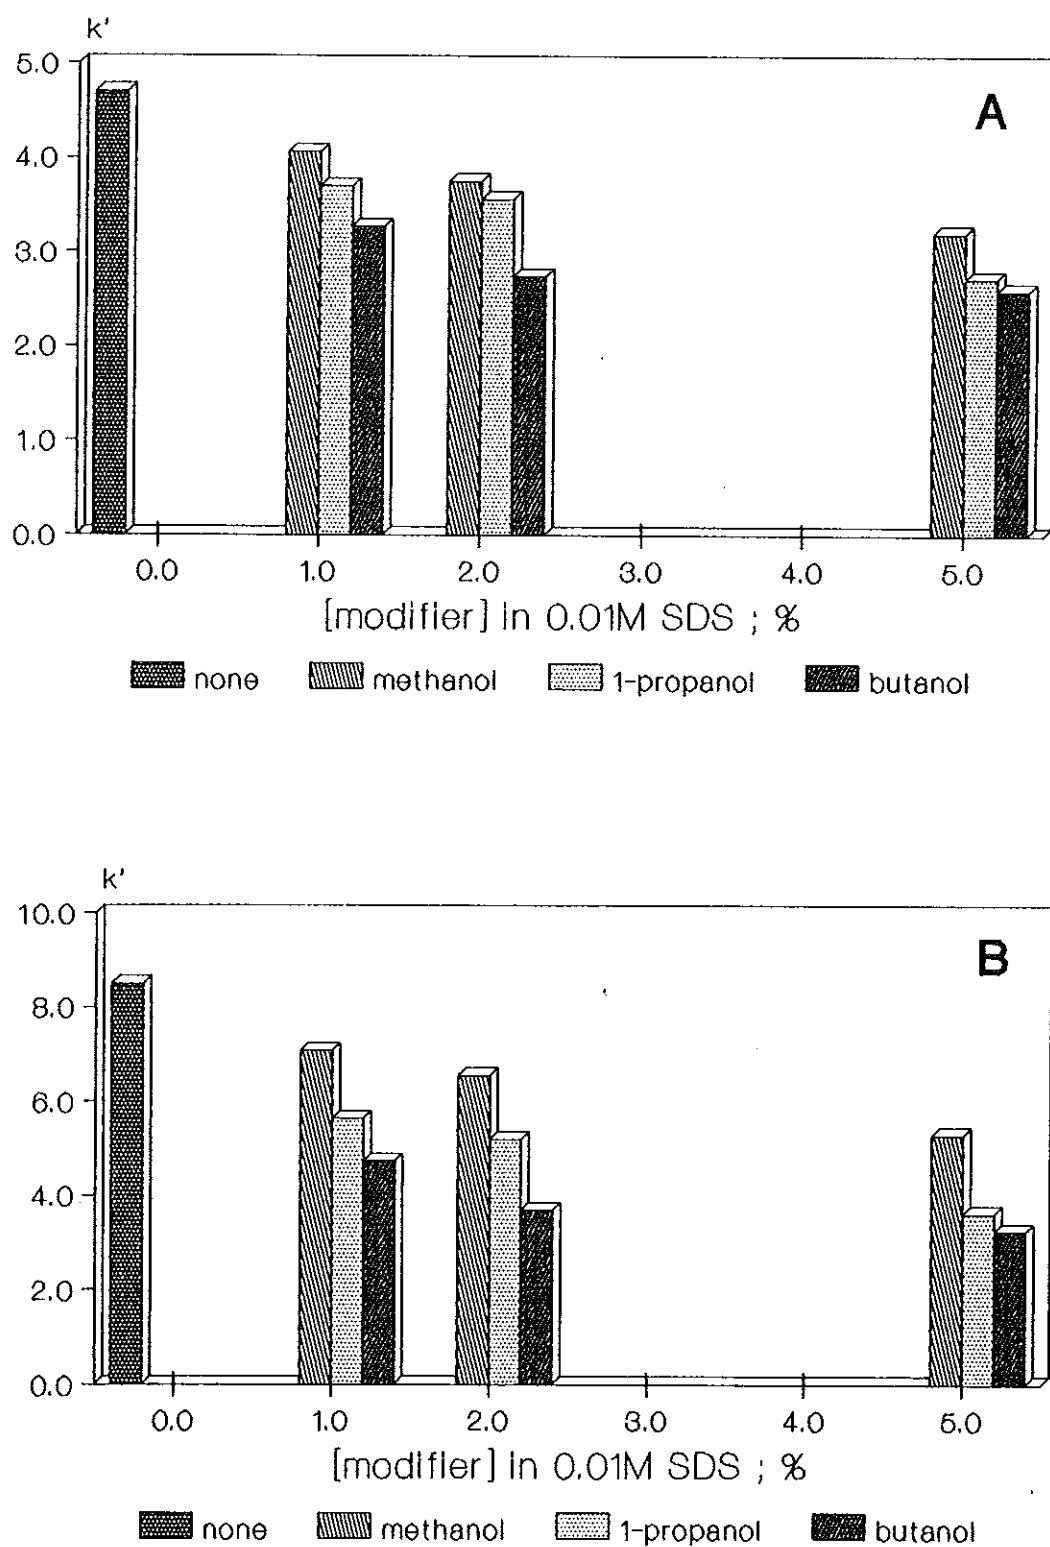 k'
5.0
A
4.0
3.0
2.0
1.0
0.0
0.0 1.0 2.0 3.0 4.0 5.0
[modifier] in 0.01M SDS ; %
none methanol 1-propanol butanol
k'
10.0
B
8.0
6.0
4.0
2.0
0.0
0.0 1.0 2.0 3.0 4.0 5.0
[modifier] in 0.01M SDS ; %
none methanol 1-propanol butanol